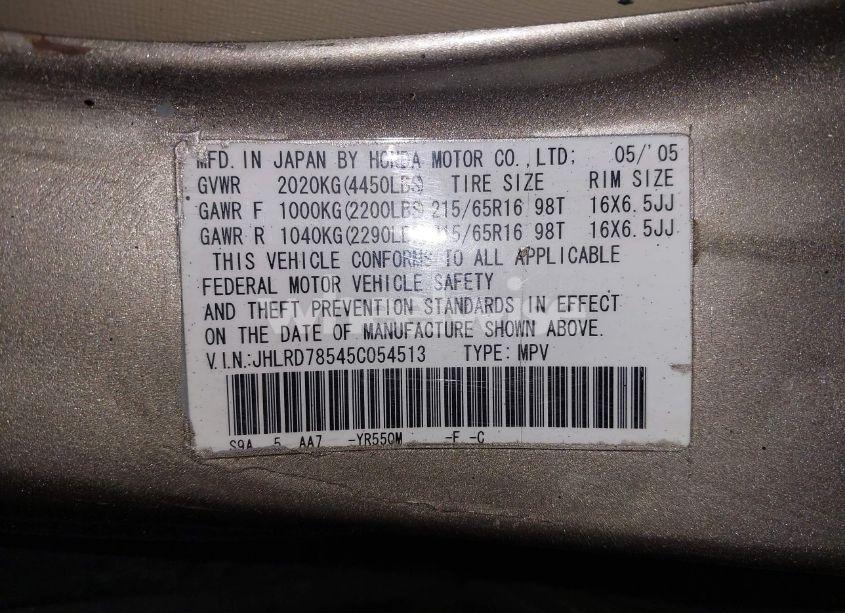 MFD. IN JAPAN BY HONDA MOTOR CO., LTD: 05/'05
GVWR 2020KG(4450LBS) TIRE SIZE RIM SIZE
GAWR F 1000KG(2200LBS 215/65R16 98T 16X6.5JJ
GAWR R 1040KG(2290LB 215/65R16 98T 16X6.5JJ
THIS VEHICLE CONFORMS TO ALL APPLICABLE
FEDERAL MOTOR VEHICLE SAFETY
AND THEFT PREVENTION STANDARDS IN EFFECT
ON THE DATE OF MANUFACTURE SHOWN ABOVE.
V.I.N.:JHLRD78545C054513 TYPE: MPV
S9A 5 AA7 -YR550M -F -C